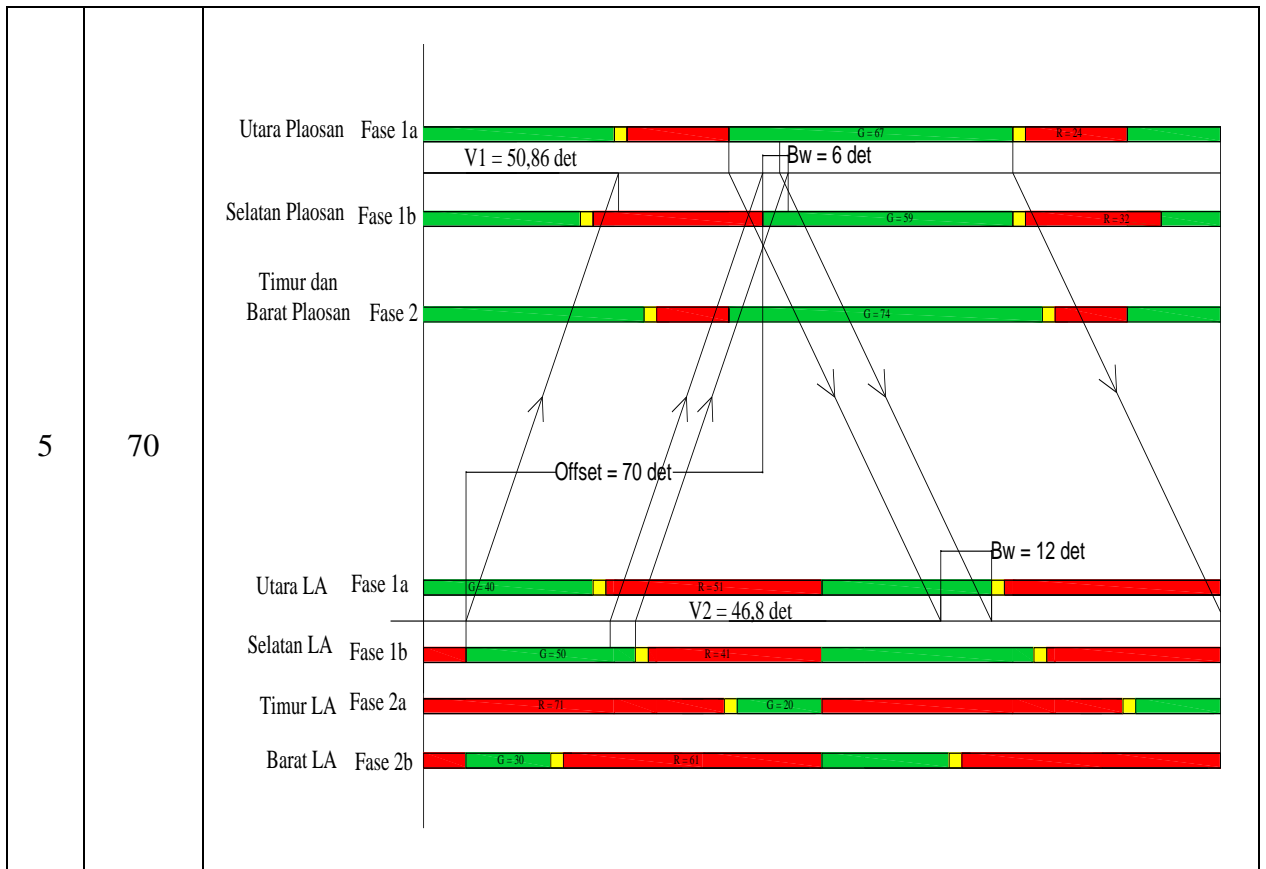 Utara Plaosan Fase 1a
G = 67
R = 24
V1 = 50,86 det
Bw = 6 det
Selatan Plaosan Fase 1b
G = 59
R = 32
Timur dan
Barat Plaosan Fase 2
G = 74
5
70
Offset = 70 det
Bw = 12 det
Utara LA Fase 1a
G = 40
R = 51
V2 = 46,8 det
Selatan LA Fase 1b
G = 50
R = 41
Timur LA Fase 2a
R = 71
G = 20
Barat LA Fase 2b
G = 30
R = 61